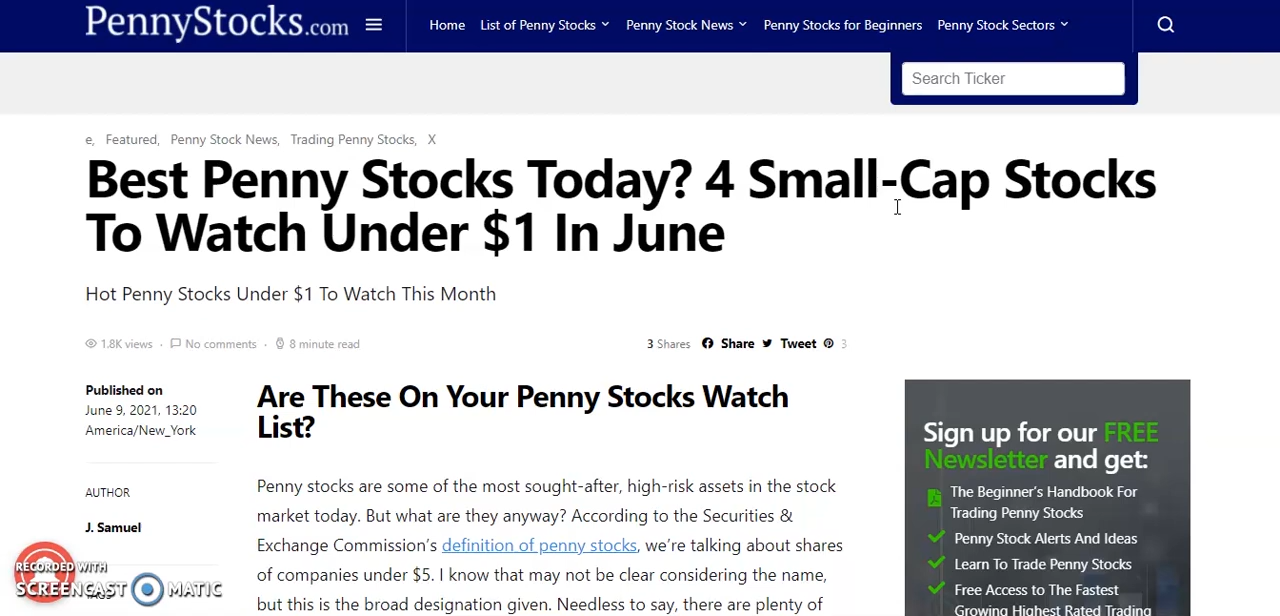 PennyStocks.com
Home List of Penny Stocks Penny Stock News Penny Stocks for Beginners Penny Stock Sectors
Search Ticker
e, Featured, Penny Stock News, Trading Penny Stocks, X
Best Penny Stocks Today? 4 Small-Cap Stocks
To Watch Under $1 In June
Hot Penny Stocks Under $1 To Watch This Month
1.8K views · No comments · 8 minute read
3 Shares Share Tweet 3
Published on
June 9, 2021, 13:20
America/New_York
AUTHOR
J. Samuel
Are These On Your Penny Stocks Watch
List?
Penny stocks are some of the most sought-after, high-risk assets in the stock
market today. But what are they anyway? According to the Securities &
Exchange Commission's definition of penny stocks, we're talking about shares
of companies under $5. I know that may not be clear considering the name,
but this is the broad designation given. Needless to say, there are plenty of
Sign up for our FREE
Newsletter and get:
The Beginner's Handbook For
Trading Penny Stocks
Penny Stock Alerts And Ideas
Learn To Trade Penny Stocks
Free Access to The Fastest
Growing Highest Rated Trading
RECORDED WITH
SCREENCAST MATIC